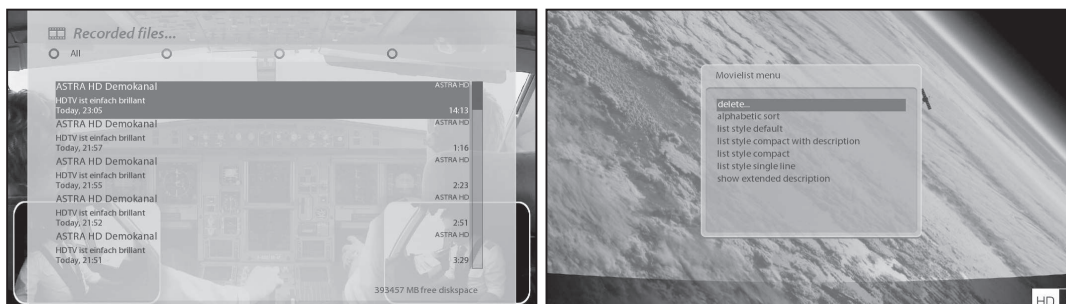 Recorded files...
All
ASTRA HD Demokanal ASTRA HD
HDTV ist einfach brillant
Today, 23:05 14:13
ASTRA HD Demokanal ASTRA HD
HDTV ist einfach brillant
Today, 21:57 1:16
ASTRA HD Demokanal ASTRA HD
HDTV ist einfach brillant
Today, 21:55 2:23
ASTRA HD Demokanal ASTRA HD
HDTV ist einfach brillant
Today, 21:52 2:51
ASTRA HD Demokanal ASTRA HD
HDTV ist einfach brillant
Today, 21:51 3:29
393457 MB free diskspace
Movielist menu
delete...
alphabetic sort
list style default
list style compact with description
list style compact
list style single line
show extended description
HD